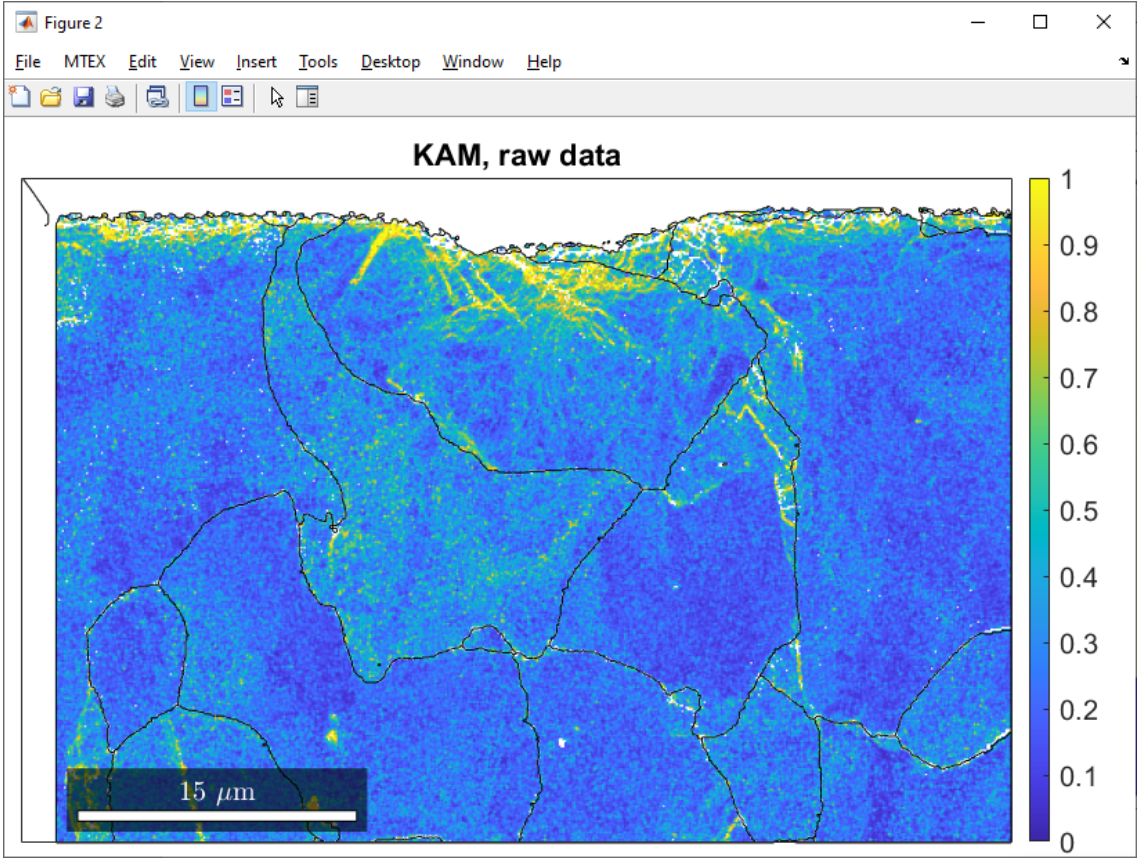 Figure 2
File MTEX Edit View Insert Tools Desktop Window Help
KAM, raw data
1
0.9
0.8
0.7
0.6
0.5
0.4
0.3
0.2
0.1
0
15 μm